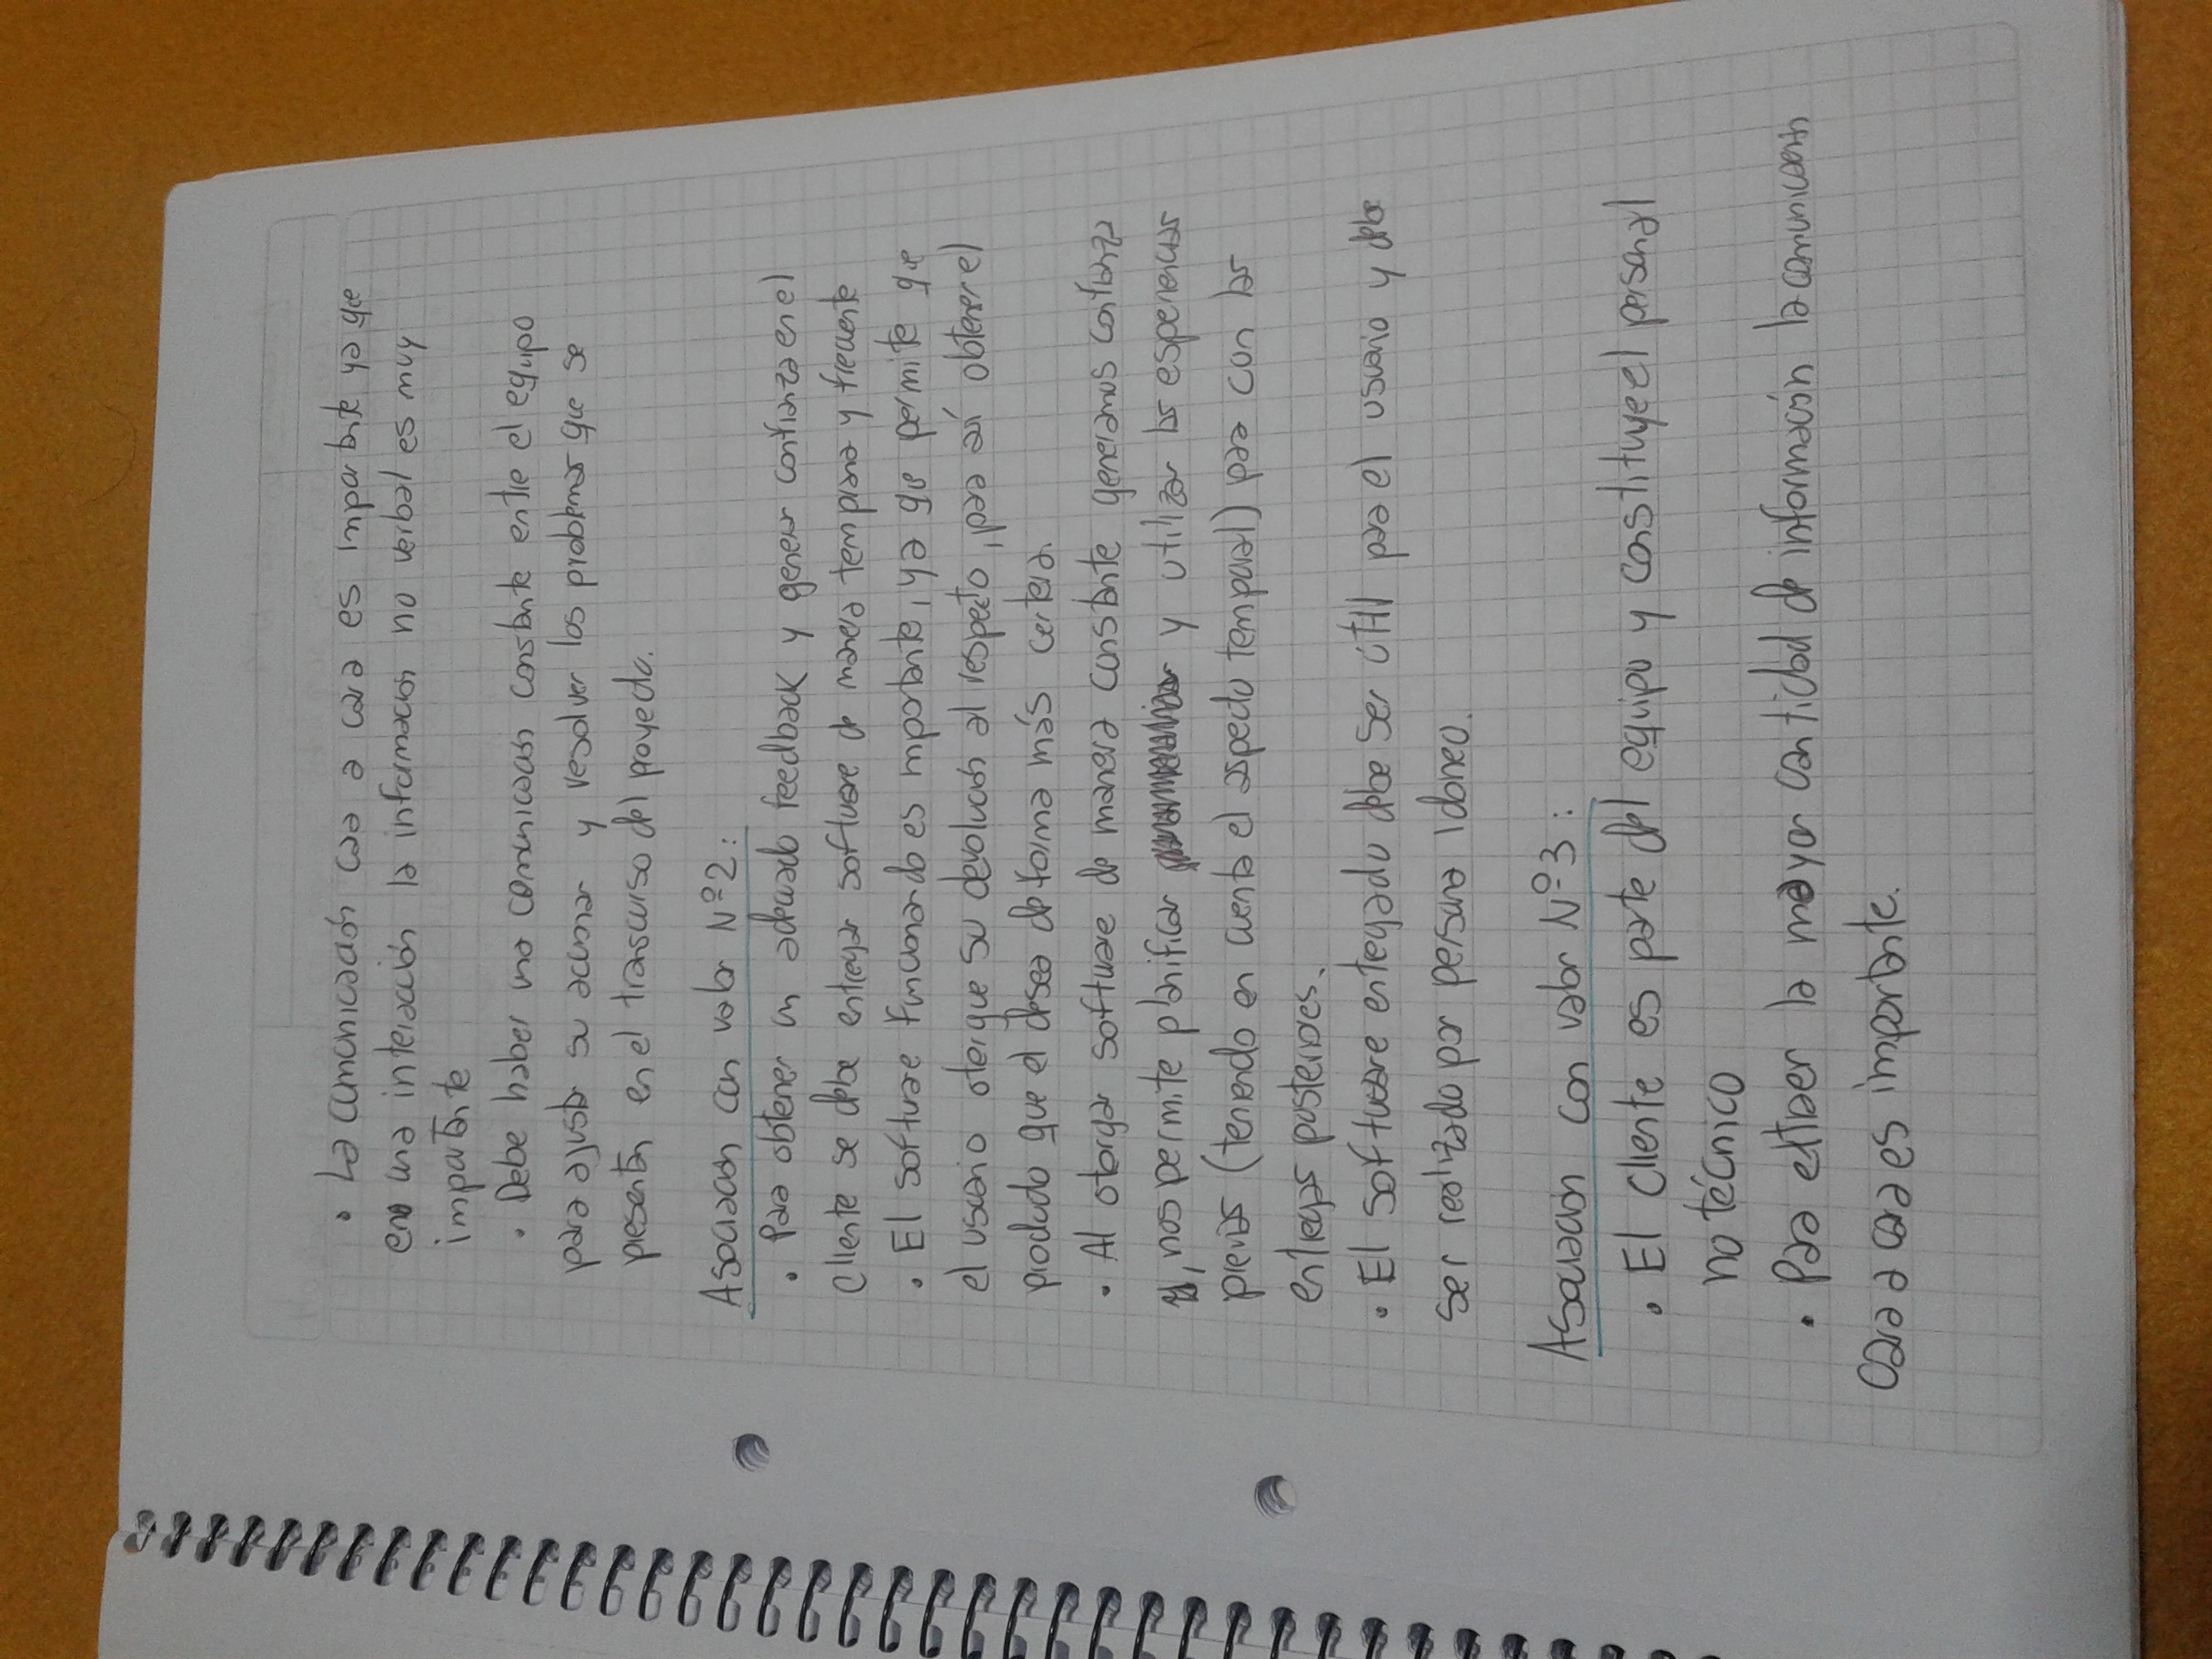 • La comunicación cara a cara es importante ya que
en una interacción la información no verbal es muy
importante
• Debe haber una comunicación constante entre el equipo
para ajustar su accionar y resolver los problemas que se
presentan en el transcurso del proyecto.
Asociación con valor Nº2:
• Para obtener un adecuado feedback y generar confianza en el
cliente se debe entregar software de manera temprana y frecuente
• El software funcionando es mportante, ya que permite que
el usuario otorgue su devolución al respecto, para así obtener el
producto que el desea de forma más certera.
• Al otorgar software de manera constante generamos confianza
, nos permite planificar y utilizar las esperiencias
previas (teniendo en cuenta el aspecto temporal) para con las
entregas posteriores.
• El software entregado debe ser útil para el usuario y debe
ser realizado por persona idoneo.
Asociación con valor Nº3:
• El cliente es parte del equipo y constituye el personal
no técnico
• Para extraer la mayor cantidad de información la comunicación
cara a cara es importante.